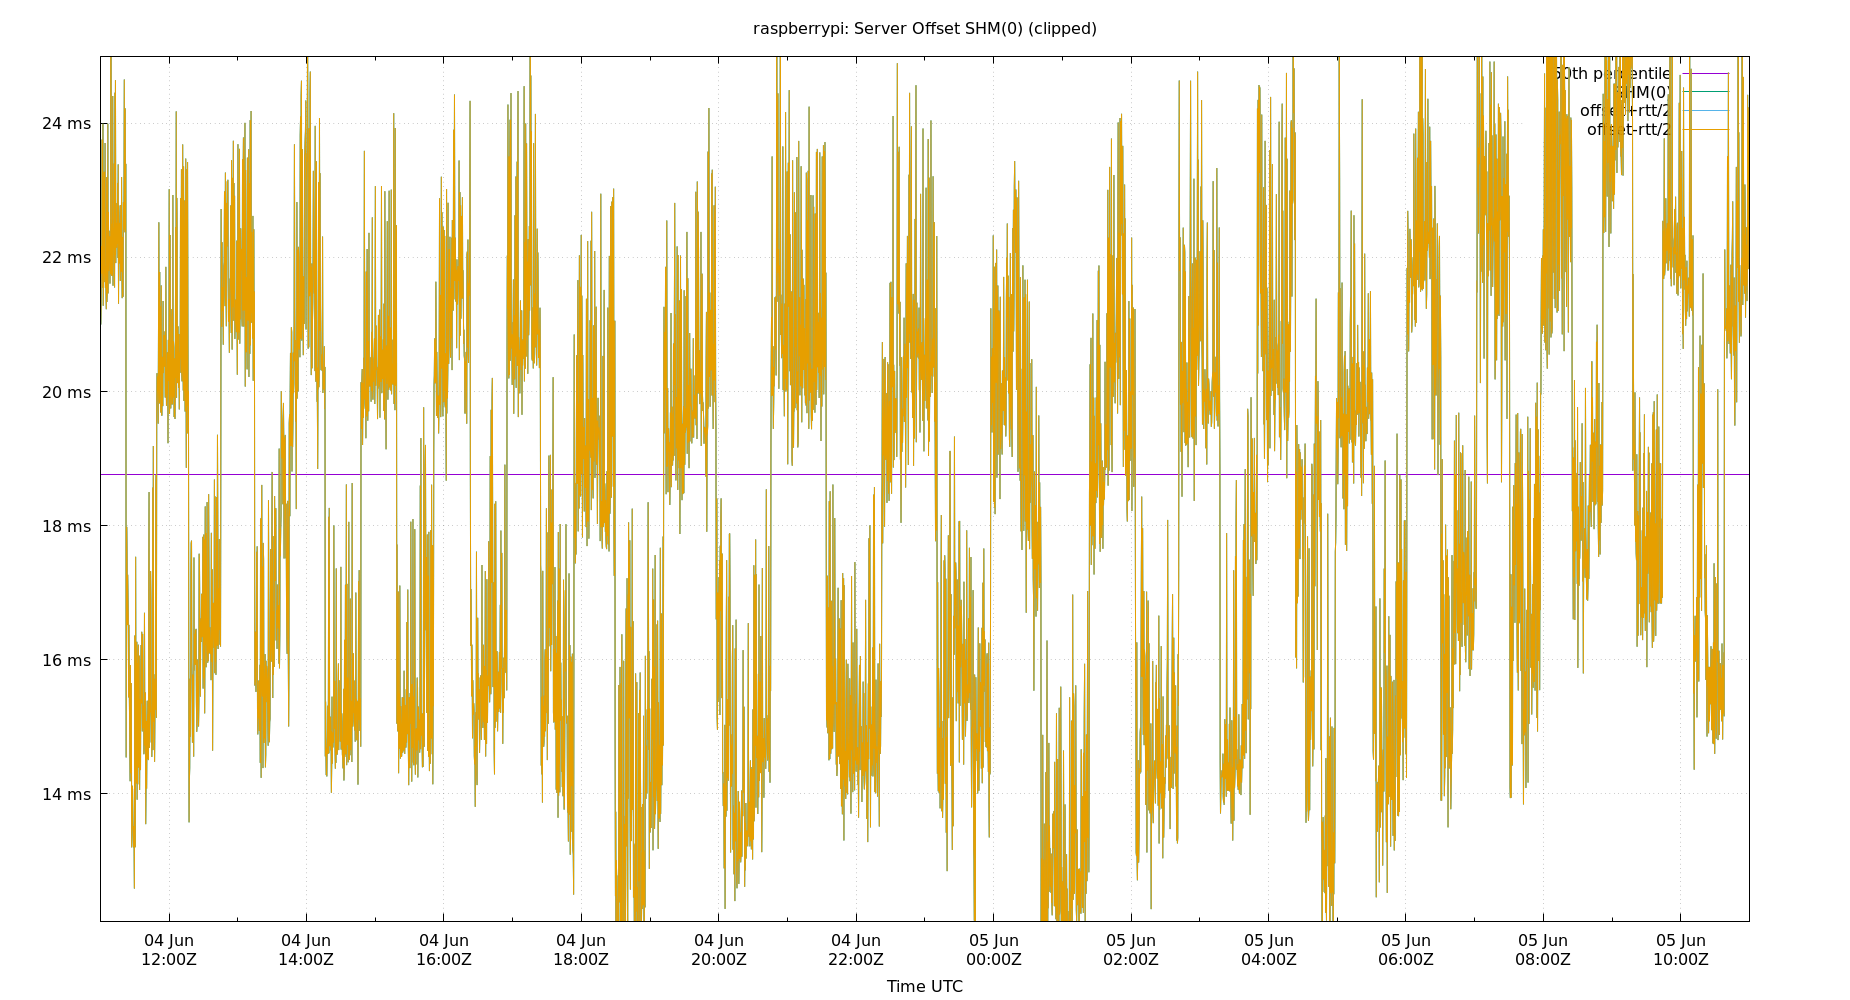 raspberrypi: Server Offset SHM(0) (clipped)
50th percentile
SHM(0)
offset+rtt/2
offset-rtt/2
24 ms
22 ms
20 ms
18 ms
16 ms
14 ms
04 Jun 04 Jun 04 Jun 04 Jun 04 Jun 04 Jun 05 Jun 05 Jun 05 Jun 05 Jun 05 Jun 05 Jun
12:00Z 14:00Z 16:00Z 18:00Z 20:00Z 22:00Z 00:00Z 02:00Z 04:00Z 06:00Z 08:00Z 10:00Z
Time UTC